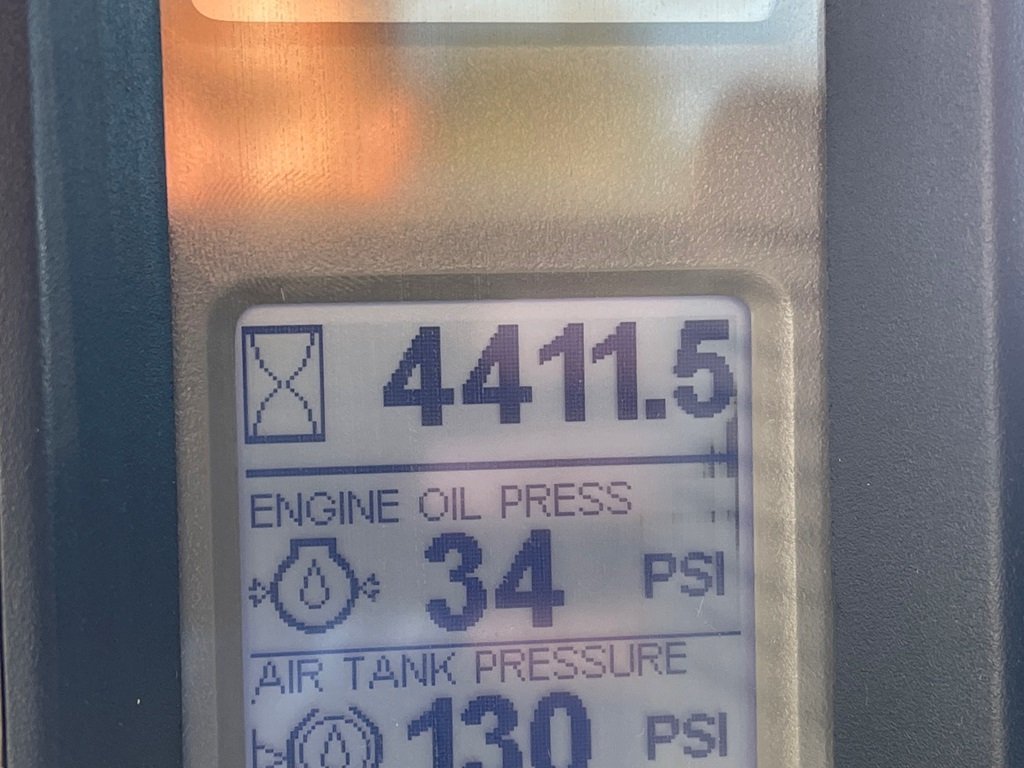 4411.5
ENGINE OIL PRESS
34 PSI
AIR TANK PRESSURE
130 PSI